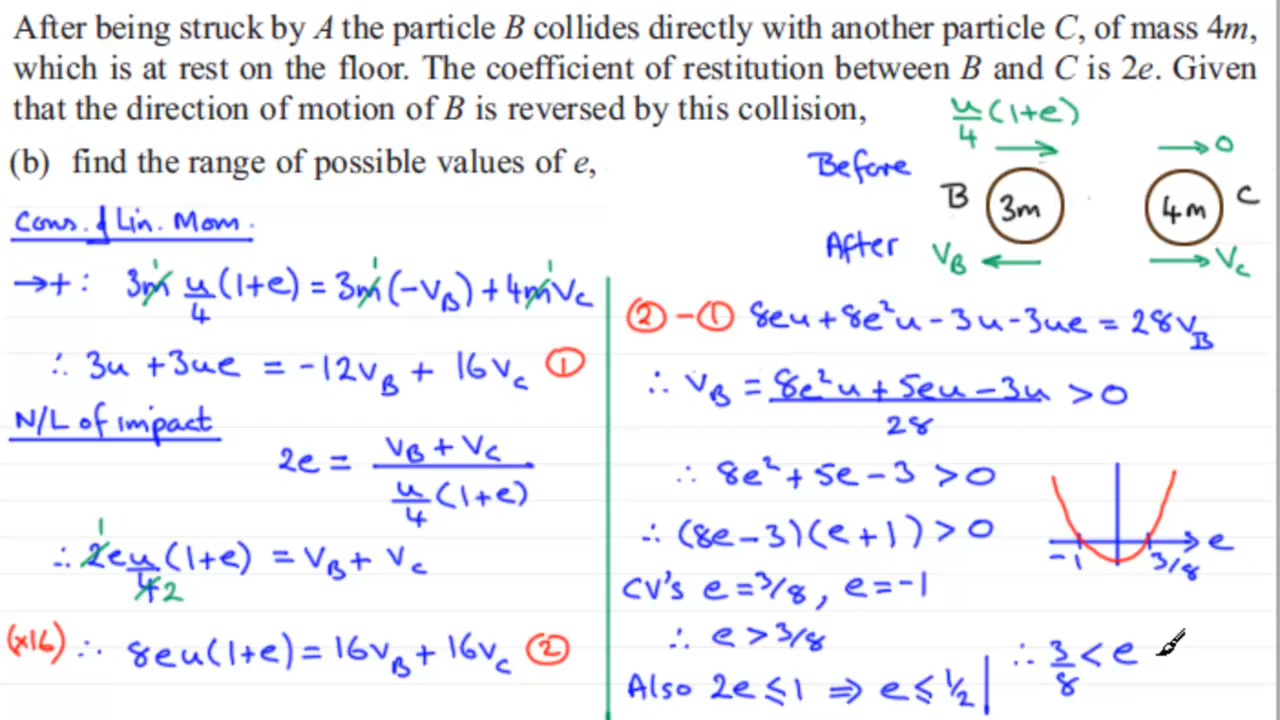 After being struck by A the particle B collides directly with another particle C, of mass 4m,
which is at rest on the floor. The coefficient of restitution between B and C is 2e. Given
that the direction of motion of B is reversed by this collision,
(b) find the range of possible values of e,
u/4 (1+e) → → 0
Before
B 3m 4m C
After
V_B ← → V_C
Cons. of Lin. Mom.
→+: 3m u/4 (1+e) = 3m(-V_B) + 4mV_C
1 1 1
∴ 3u + 3ue = -12V_B + 16V_C ①
N/L of impact
2e = (V_B + V_C) / (u/4 (1+e))
1
∴ 2eu/4 (1+e) = V_B + V_C
2
(×16) ∴ 8eu(1+e) = 16V_B + 16V_C ②
② - ① 8eu + 8e²u - 3u - 3ue = 28V_B
∴ V_B = (8e²u + 5eu - 3u) / 28 > 0
∴ 8e² + 5e - 3 > 0
∴ (8e - 3)(e + 1) > 0
-1 3/8 e
CV's e = 3/8, e = -1
∴ e > 3/8
Also 2e ≤ 1 ⇒ e ≤ 1/2
∴ 3/8 < e